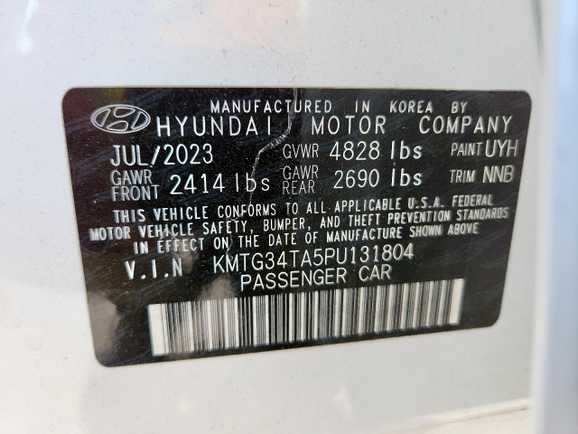 MANUFACTURED IN KOREA BY
HYUNDAI MOTOR COMPANY
JUL/2023 GVWR 4828 lbs PAINT UYH
GAWR FRONT 2414 lbs GAWR REAR 2690 lbs TRIM NNB
THIS VEHICLE CONFORMS TO ALL APPLICABLE U.S.A. FEDERAL
MOTOR VEHICLE SAFETY, BUMPER, AND THEFT PREVENTION STANDARDS
IN EFFECT ON THE DATE OF MANUFACTURE SHOWN ABOVE.
V.I.N KMTG34TA5PU131804
PASSENGER CAR